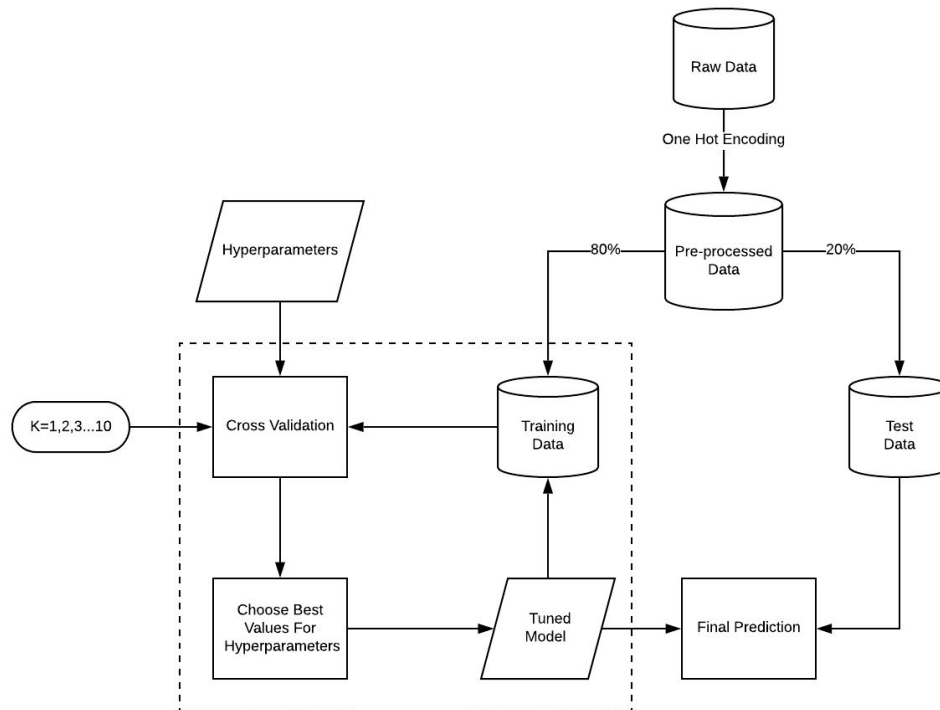 Raw Data
One Hot Encoding
Hyperparameters
80%
Pre-processed
Data
20%
K=1,2,3...10
Cross Validation
Training
Data
Test
Data
Choose Best
Values For
Hyperparameters
Tuned
Model
Final Prediction